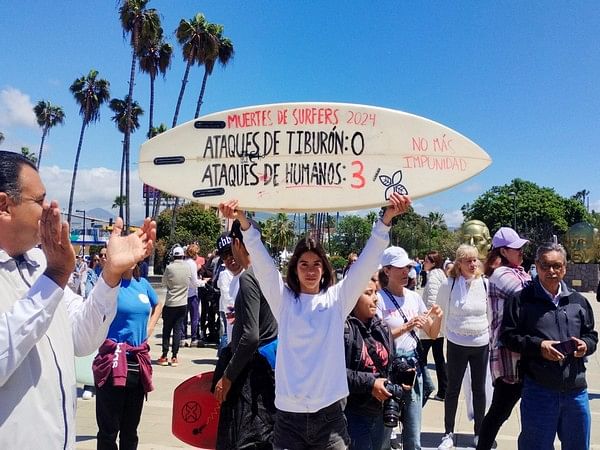 MUERTES DE SURFERS 2024
ATAQUES DE TIBURÓN: 0
ATAQUES DE HUMANOS: 3
NO MÁS
IMPUNIDAD